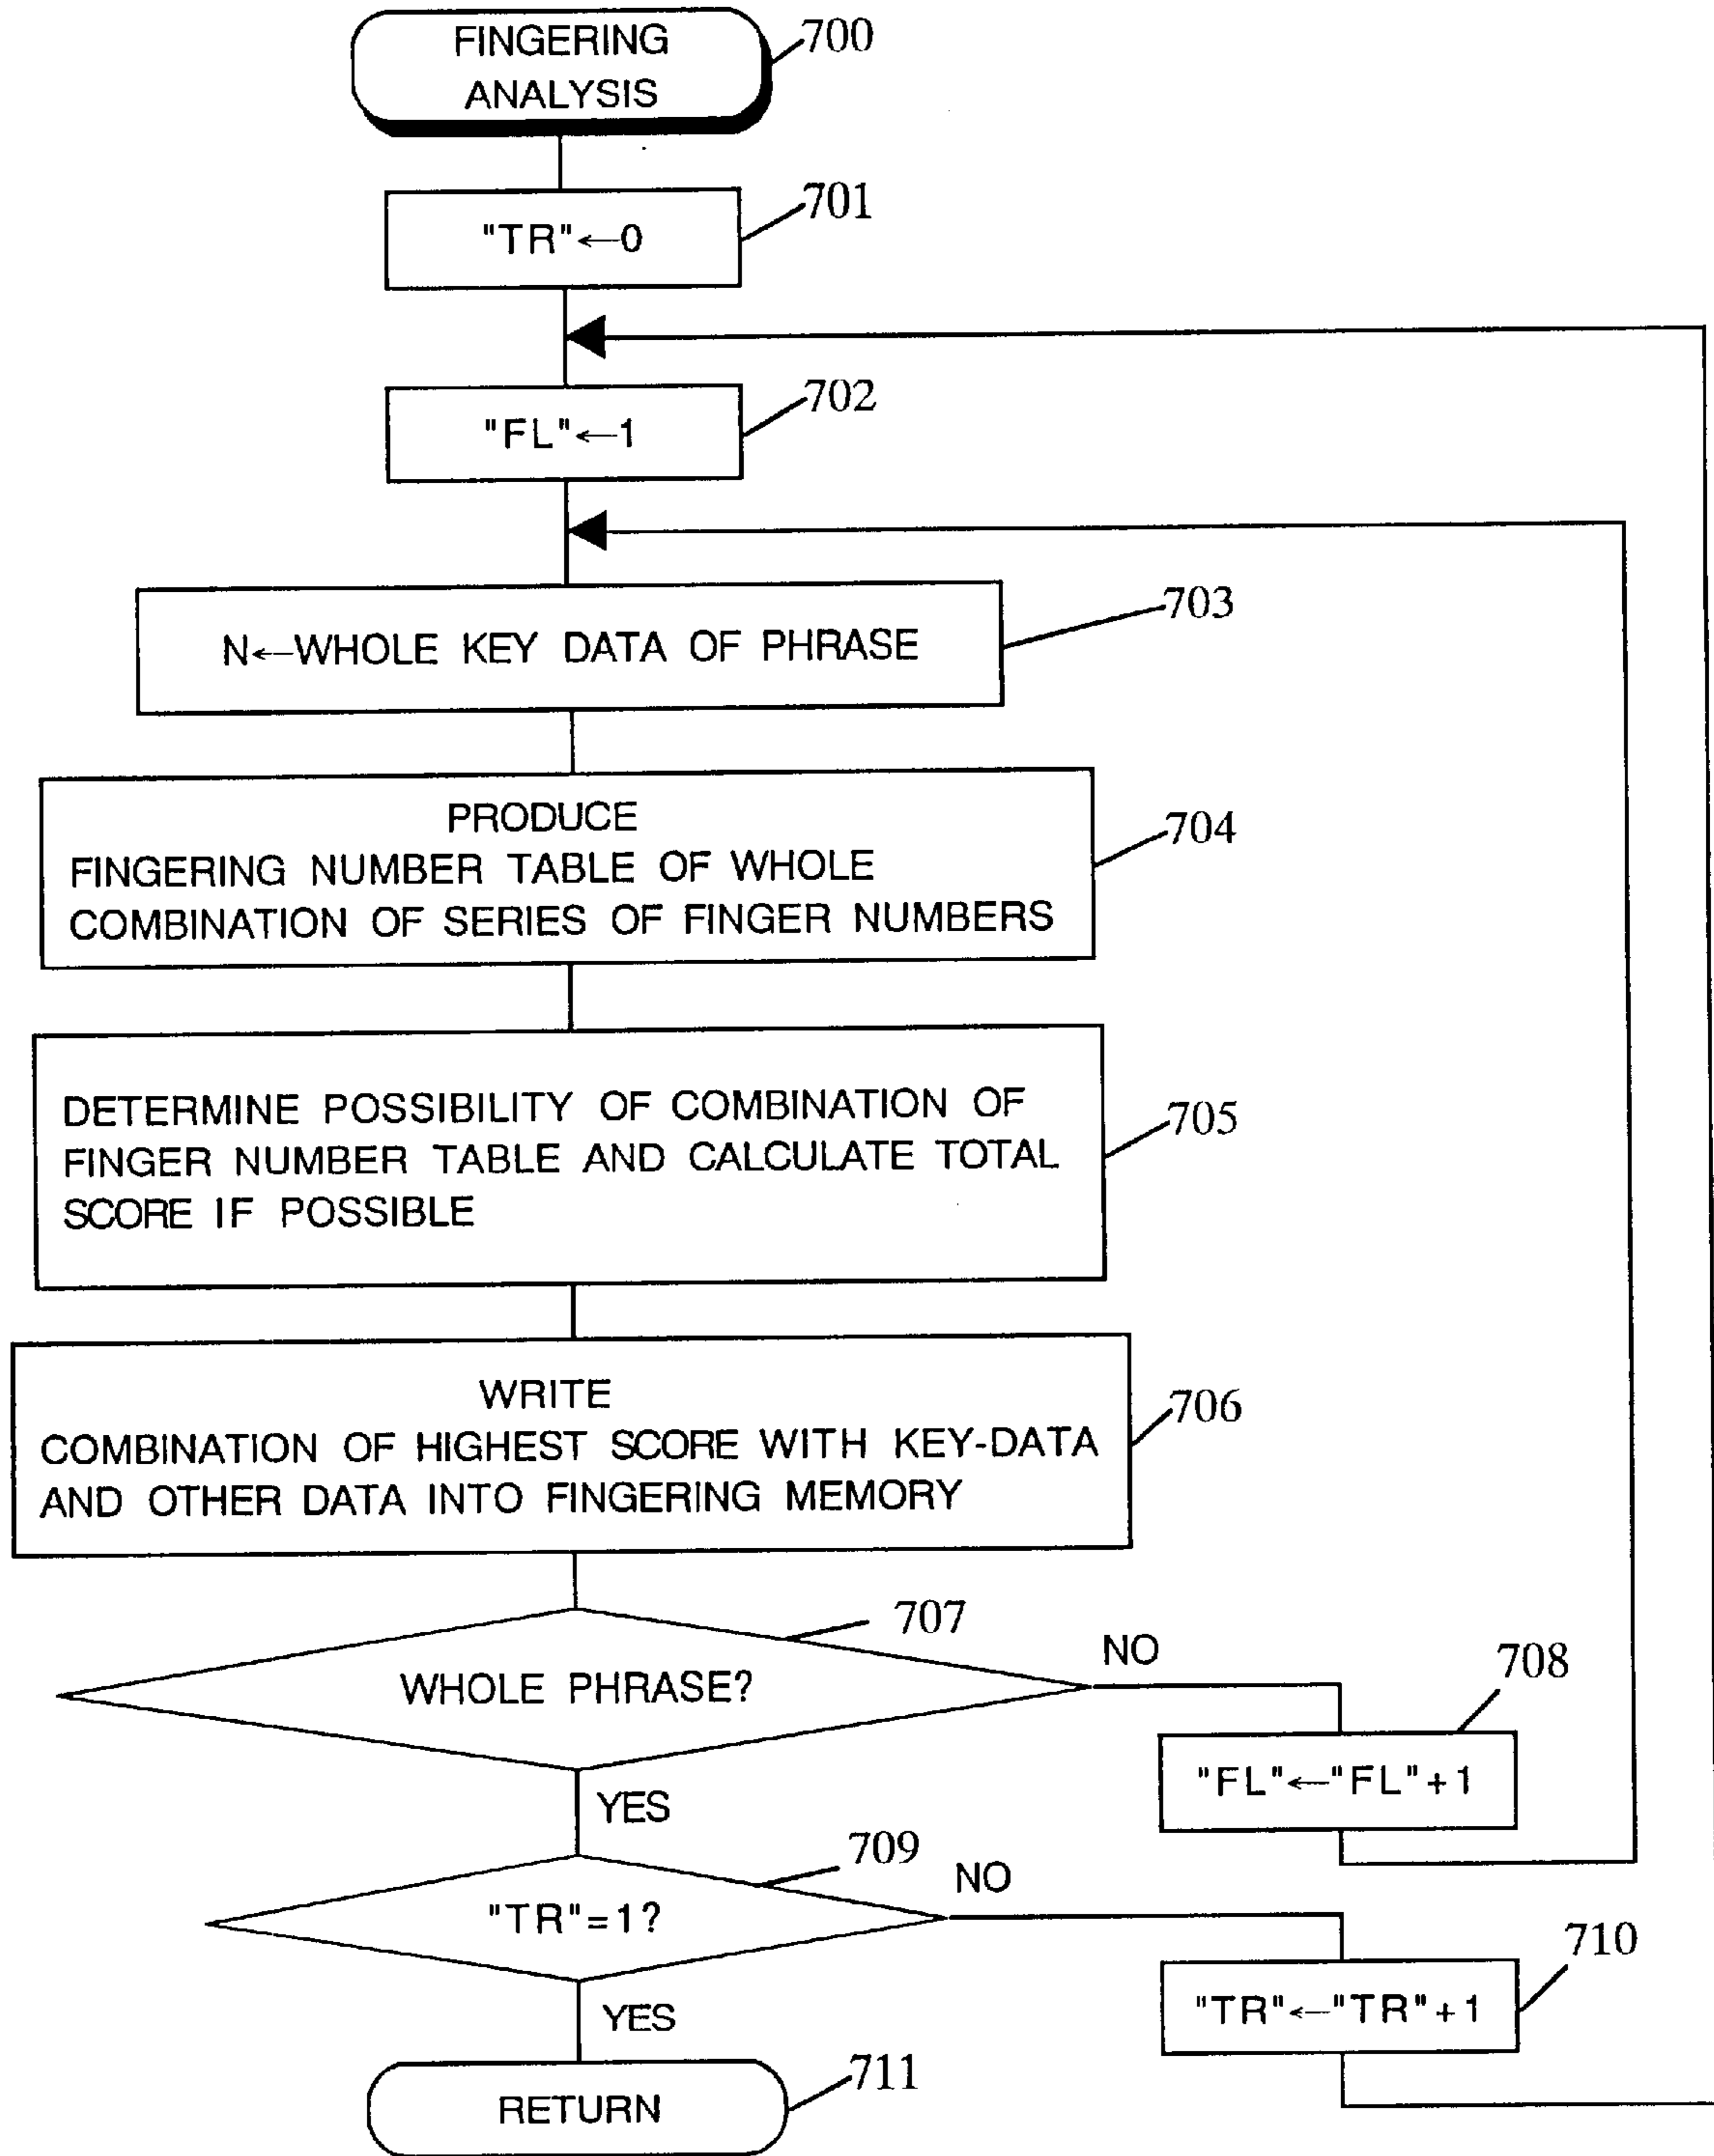 FINGERING
ANALYSIS
700
"TR"←0
701
"FL"←1
702
N←WHOLE KEY DATA OF PHRASE
703
PRODUCE
FINGERING NUMBER TABLE OF WHOLE
COMBINATION OF SERIES OF FINGER NUMBERS
704
DETERMINE POSSIBILITY OF COMBINATION OF
FINGER NUMBER TABLE AND CALCULATE TOTAL
SCORE IF POSSIBLE
705
WRITE
COMBINATION OF HIGHEST SCORE WITH KEY-DATA
AND OTHER DATA INTO FINGERING MEMORY
706
WHOLE PHRASE?
707
NO
708
"FL"←"FL"+1
YES
"TR"=1?
709
NO
710
"TR"←"TR"+1
YES
RETURN
711